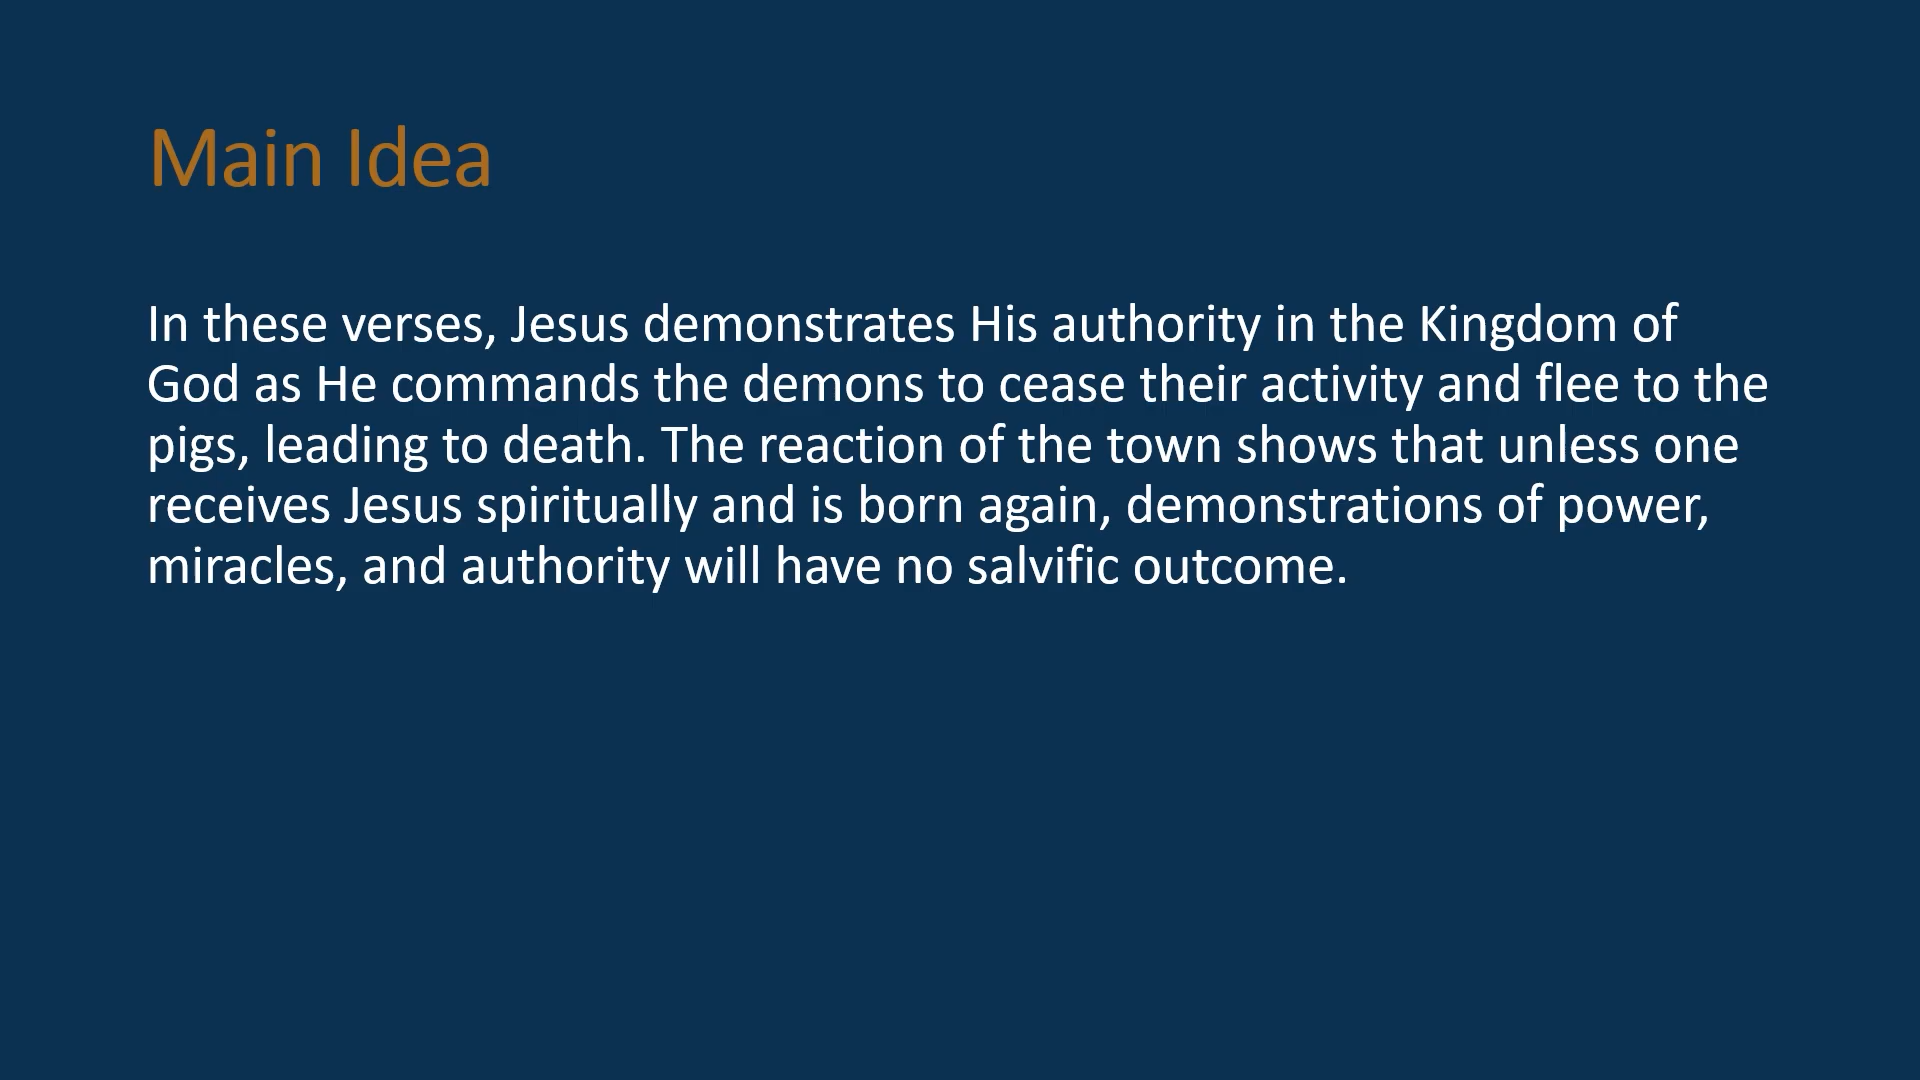 Main Idea
In these verses, Jesus demonstrates His authority in the Kingdom of
God as He commands the demons to cease their activity and flee to the
pigs, leading to death. The reaction of the town shows that unless one
receives Jesus spiritually and is born again, demonstrations of power,
miracles, and authority will have no salvific outcome.